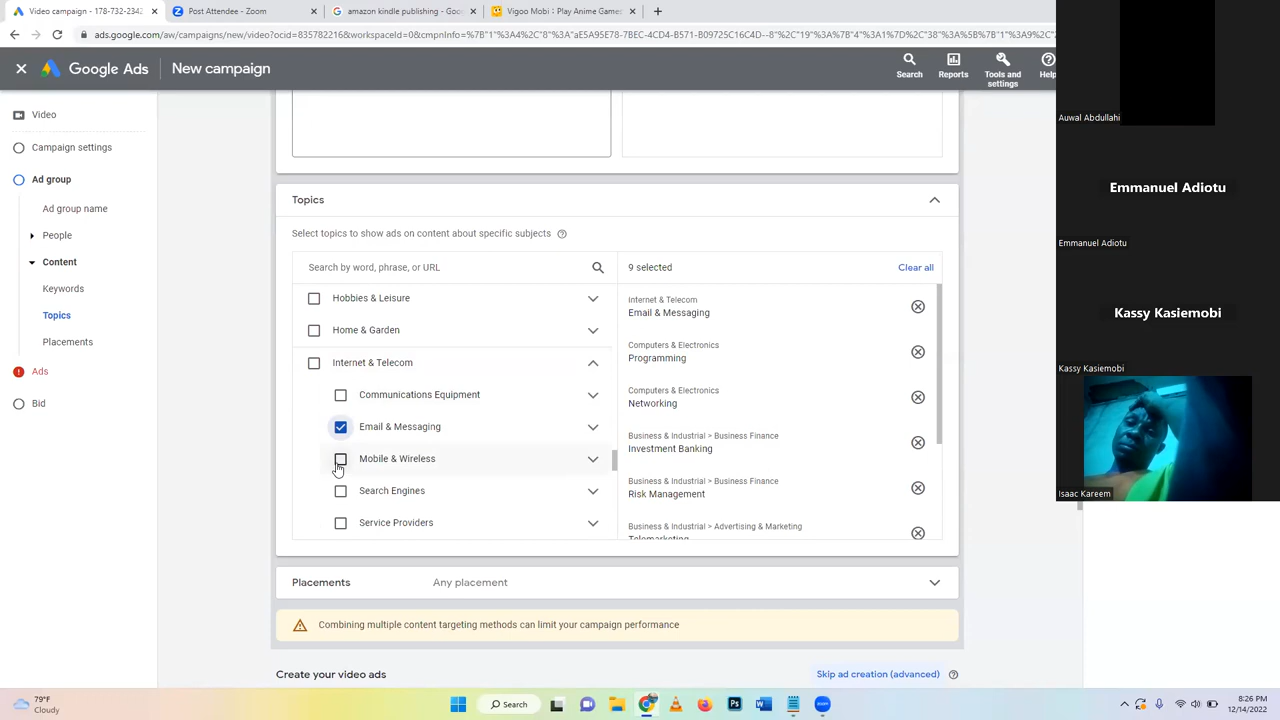 Video campaign - 178-732-2342
Post Attendee - Zoom
amazon kindle publishing - Goo
Vigoo Mobi : Play Anime Games
ads.google.com/aw/campaigns/new/video?ocid=835782216&workspaceId=0&cmpnInfo=%7B"1"%3A4%2C"8"%3A"aE5A95E78-7BEC-4CD4-B571-B09725C16C4D--8%2C"19"%3A%7B"4"%3A1%7D%2C"38"%3A%5B%7B"1"%3A9%2C"
Google Ads
New campaign
Search
Reports
Tools and settings
Help
Video
Campaign settings
Ad group
Ad group name
People
Content
Keywords
Topics
Placements
Ads
Bid
Topics
Select topics to show ads on content about specific subjects
Search by word, phrase, or URL
9 selected
Clear all
Hobbies & Leisure
Home & Garden
Internet & Telecom
Communications Equipment
Email & Messaging
Mobile & Wireless
Search Engines
Service Providers
Internet & Telecom
Email & Messaging
Computers & Electronics
Programming
Computers & Electronics
Networking
Business & Industrial > Business Finance
Investment Banking
Business & Industrial > Business Finance
Risk Management
Business & Industrial > Advertising & Marketing
Telemarketing
Placements
Any placement
Combining multiple content targeting methods can limit your campaign performance
Create your video ads
Skip ad creation (advanced)
Auwal Abdullahi
Emmanuel Adiotu
Emmanuel Adiotu
Kassy Kasiemobi
Kassy Kasiemobi
Isaac Kareem
79°F
Cloudy
Search
8:26 PM
12/14/2022